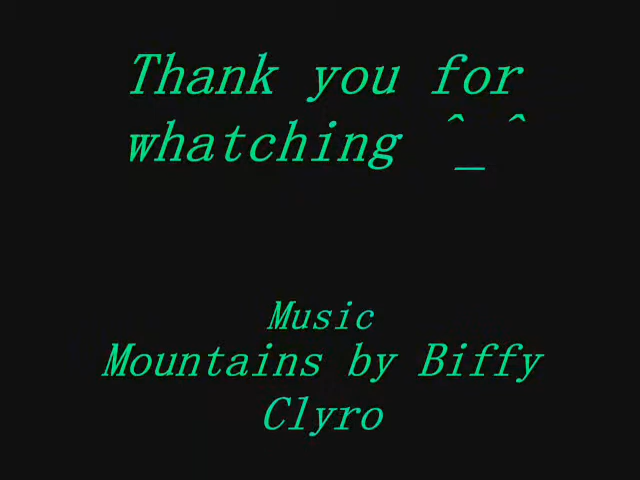 Thank you for
whatching ^_^
Music
Mountains by Biffy
Clyro